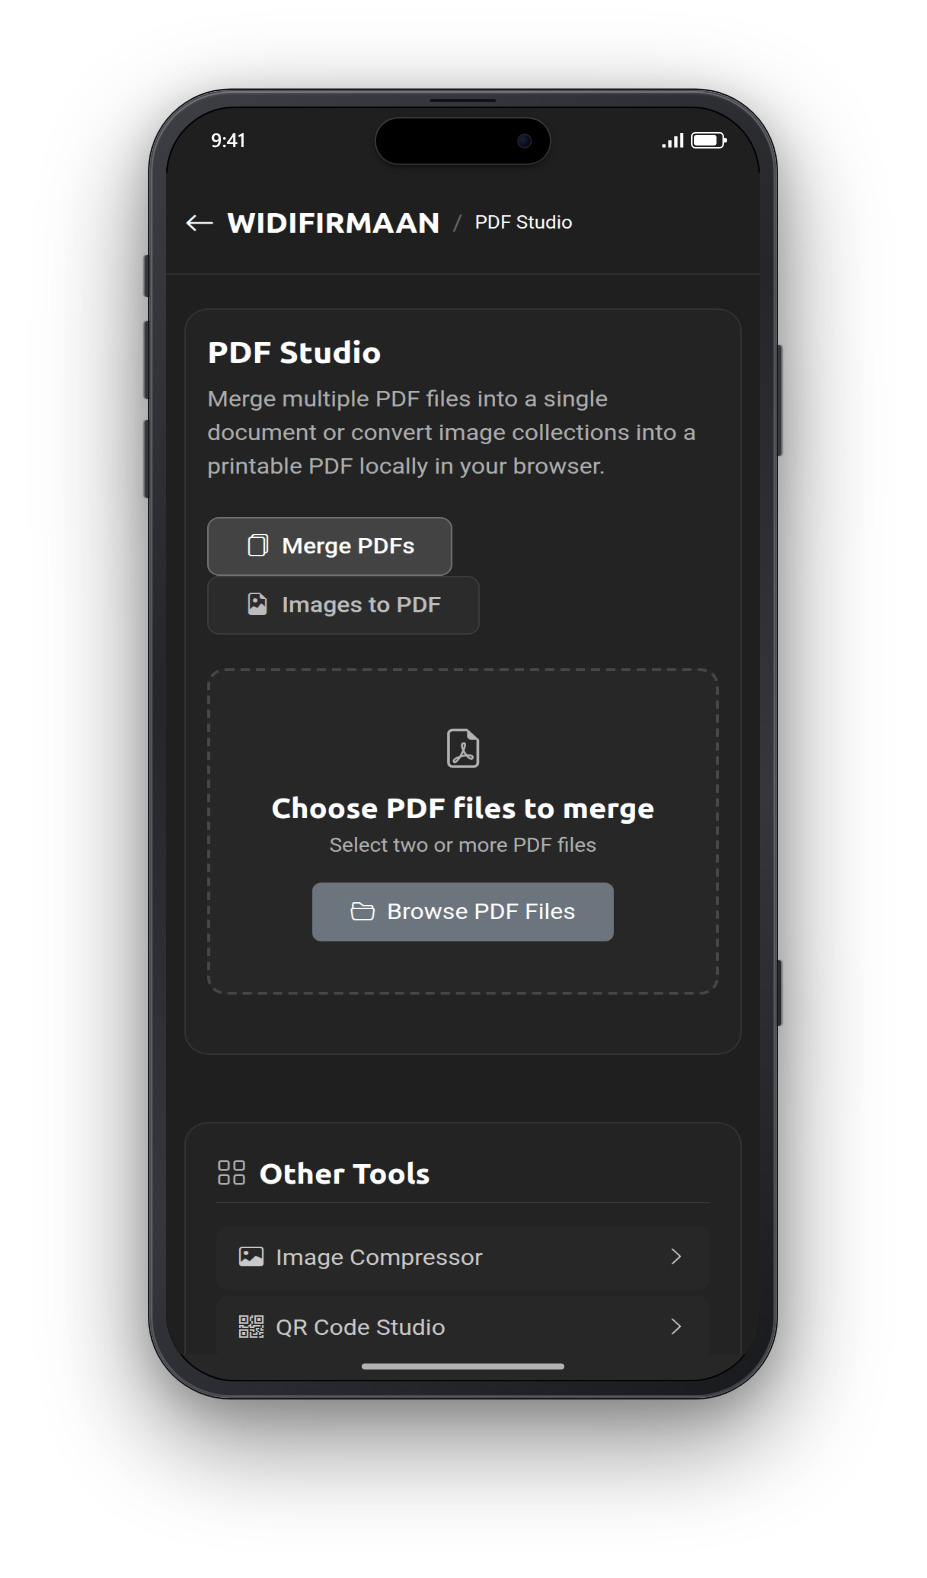 9:41
WIDIFIRMAAN / PDF Studio
PDF Studio
Merge multiple PDF files into a single
document or convert image collections into a
printable PDF locally in your browser.
Merge PDFs
Images to PDF
Choose PDF files to merge
Select two or more PDF files
Browse PDF Files
Other Tools
Image Compressor
QR Code Studio